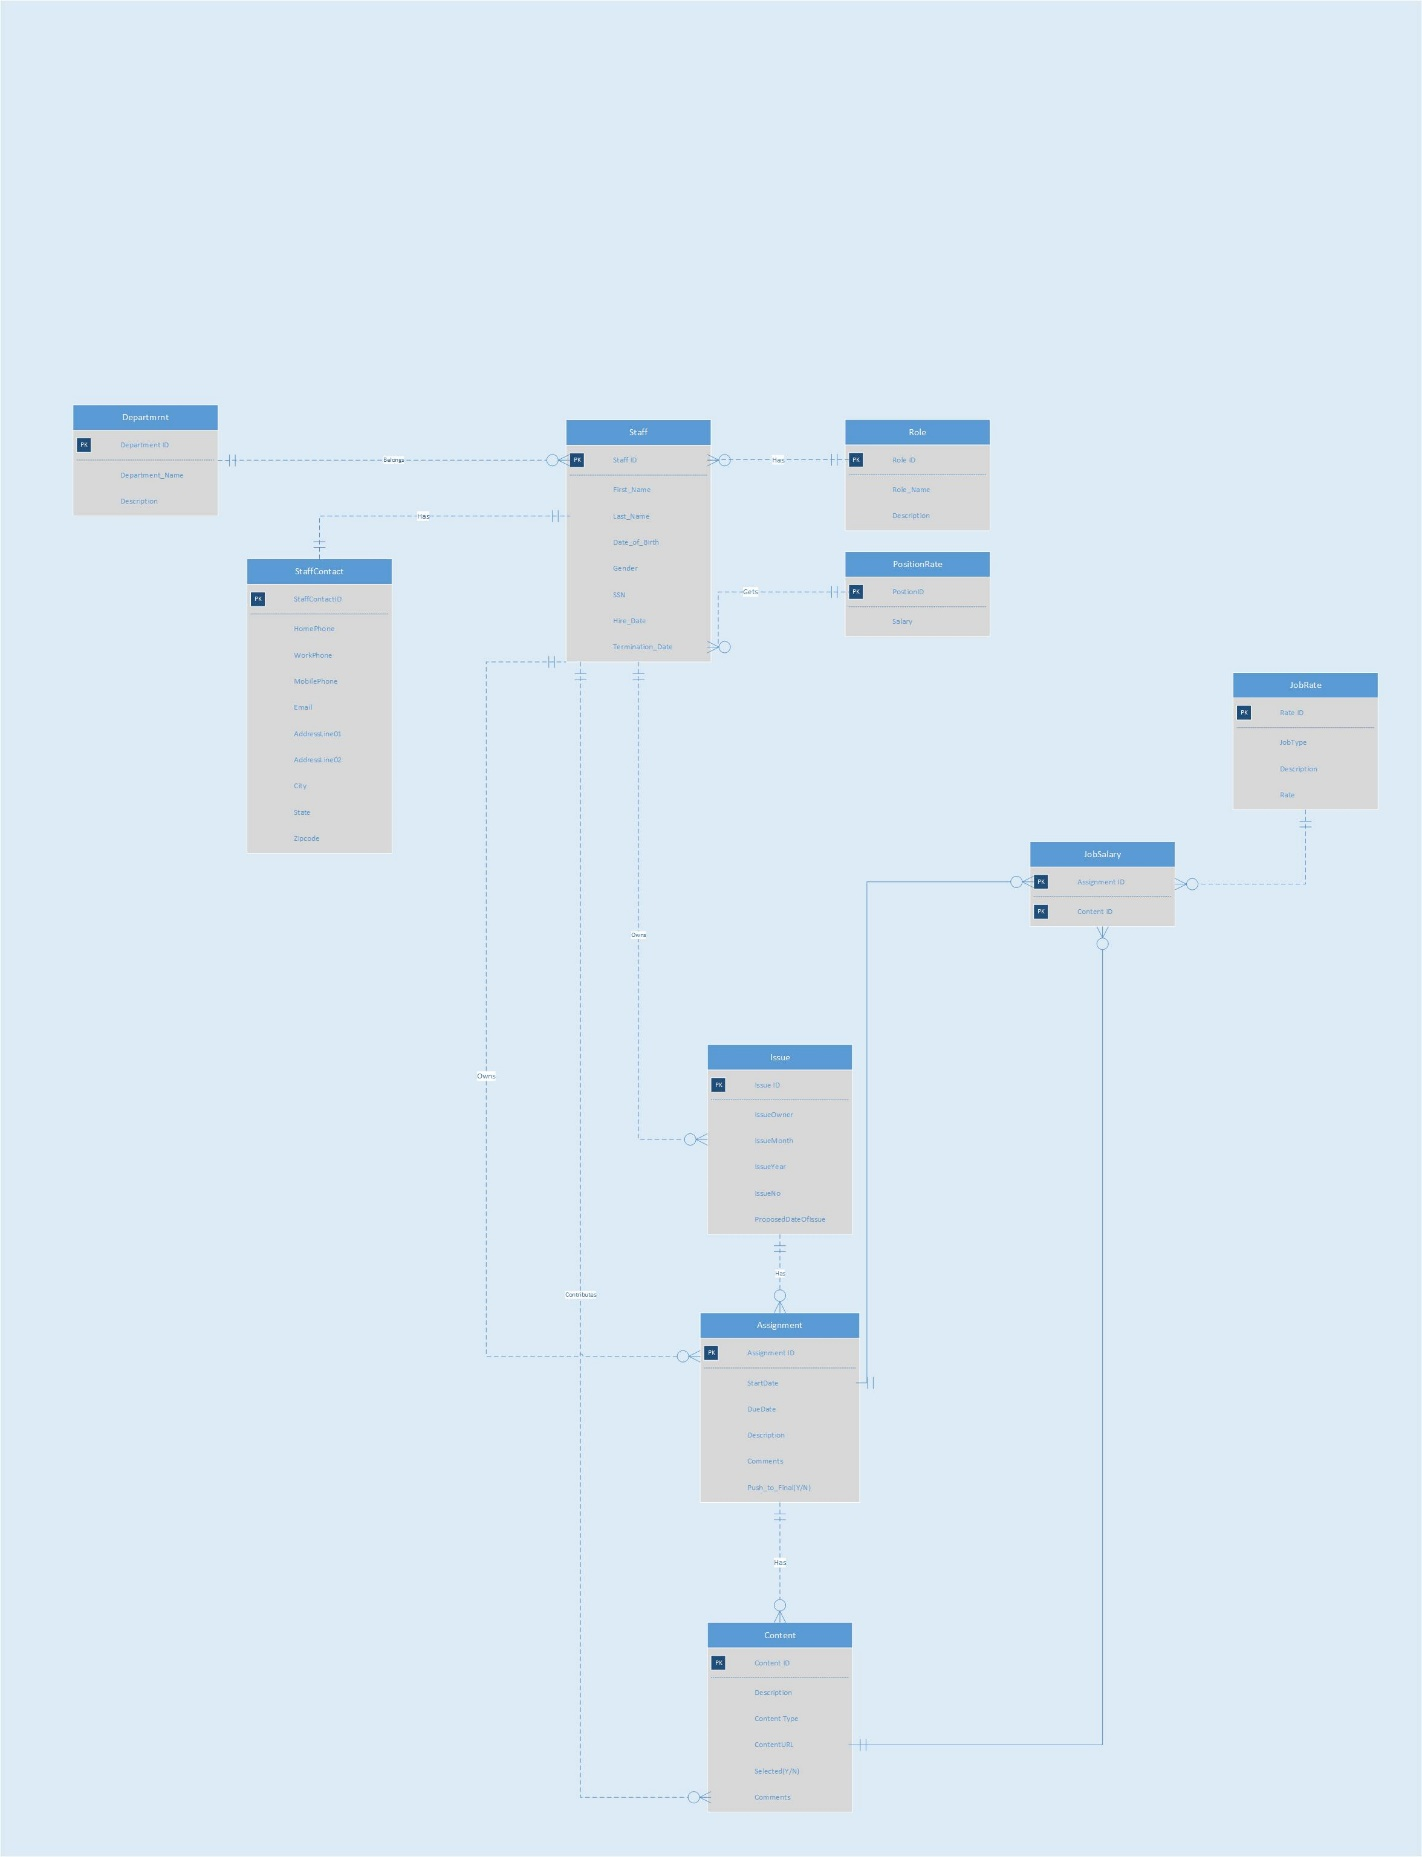 Departmrnt
PK Department ID
Department_Name
Description
Belongs
Staff
PK Staff ID
First_Name
Last_Name
Date_of_Birth
Gender
SSN
Hire_Date
Termination_Date
Has
Role
PK Role ID
Role_Name
Description
Has
StaffContact
PK StaffContactID
HomePhone
WorkPhone
MobilePhone
Email
AddressLine01
AddressLine02
City
State
Zipcode
Gets
PositionRate
PK PostionID
Salary
JobRate
PK Rate ID
JobType
Description
Rate
JobSalary
PK Assignment ID
PK Content ID
Owns
Issue
PK Issue ID
IssueOwner
IssueMonth
IssueYear
IssueNo
ProposedDateOfIssue
Owns
Has
Contributes
Assignment
PK Assignment ID
StartDate
DueDate
Description
Comments
Push_to_Final(Y/N)
Has
Content
PK Content ID
Description
Content Type
ContentURL
Selected(Y/N)
Comments